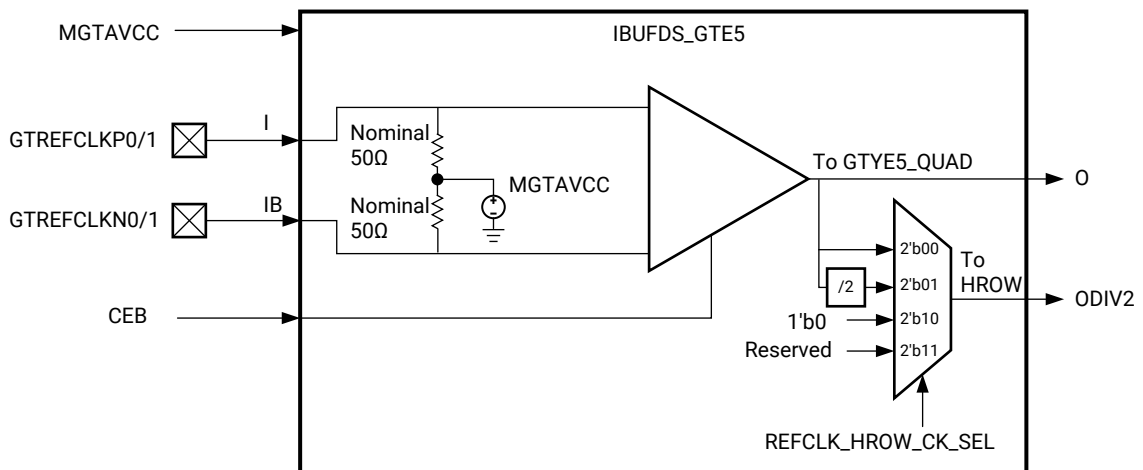 MGTAVCC
IBUFDS_GTE5
GTREFCLKP0/1
I
Nominal
50Ω
MGTAVCC
+
-
To GTYE5_QUAD
O
GTREFCLKN0/1
IB
Nominal
50Ω
2'b00
To
HROW
/2
2'b01
ODIV2
CEB
1'b0
2'b10
Reserved
2'b11
REFCLK_HROW_CK_SEL